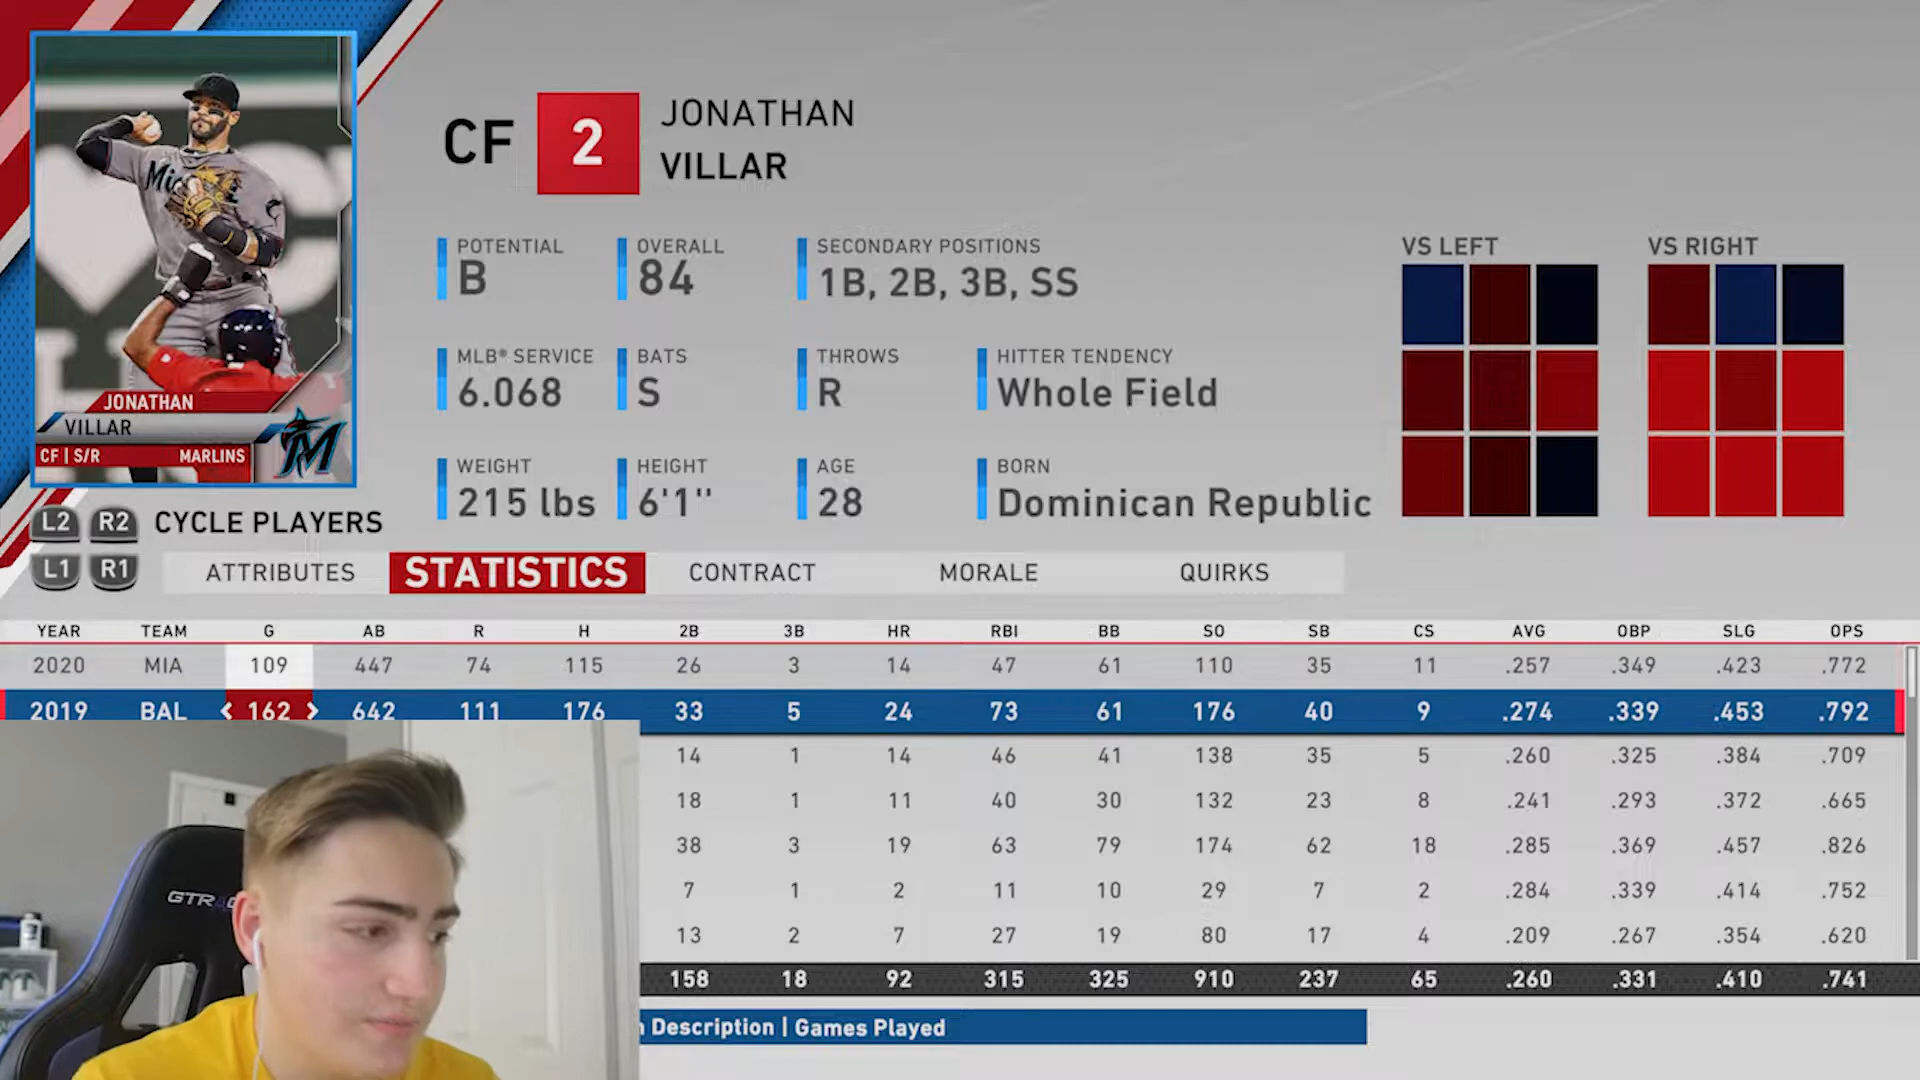 CF 2 JONATHAN
VILLAR
POTENTIAL OVERALL SECONDARY POSITIONS VS LEFT VS RIGHT
B 84 1B, 2B, 3B, SS
MLB® SERVICE BATS THROWS HITTER TENDENCY
6.068 S R Whole Field
JONATHAN
VILLAR
CF | S/R MARLINS
M
WEIGHT HEIGHT AGE BORN
215 lbs 6'1'' 28 Dominican Republic
L2 R2 CYCLE PLAYERS
L1 R1 ATTRIBUTES STATISTICS CONTRACT MORALE QUIRKS
YEAR TEAM G AB R H 2B 3B HR RBI BB SO SB CS AVG OBP SLG OPS
2020 MIA 109 447 74 115 26 3 14 47 61 110 35 11 .257 .349 .423 .772
2019 BAL < 162 > 642 111 176 33 5 24 73 61 176 40 9 .274 .339 .453 .792
14 1 14 46 41 138 35 5 .260 .325 .384 .709
18 1 11 40 30 132 23 8 .241 .293 .372 .665
38 3 19 63 79 174 62 18 .285 .369 .457 .826
7 1 2 11 10 29 7 2 .284 .339 .414 .752
13 2 7 27 19 80 17 4 .209 .267 .354 .620
158 18 92 315 325 910 237 65 .260 .331 .410 .741
Description | Games Played